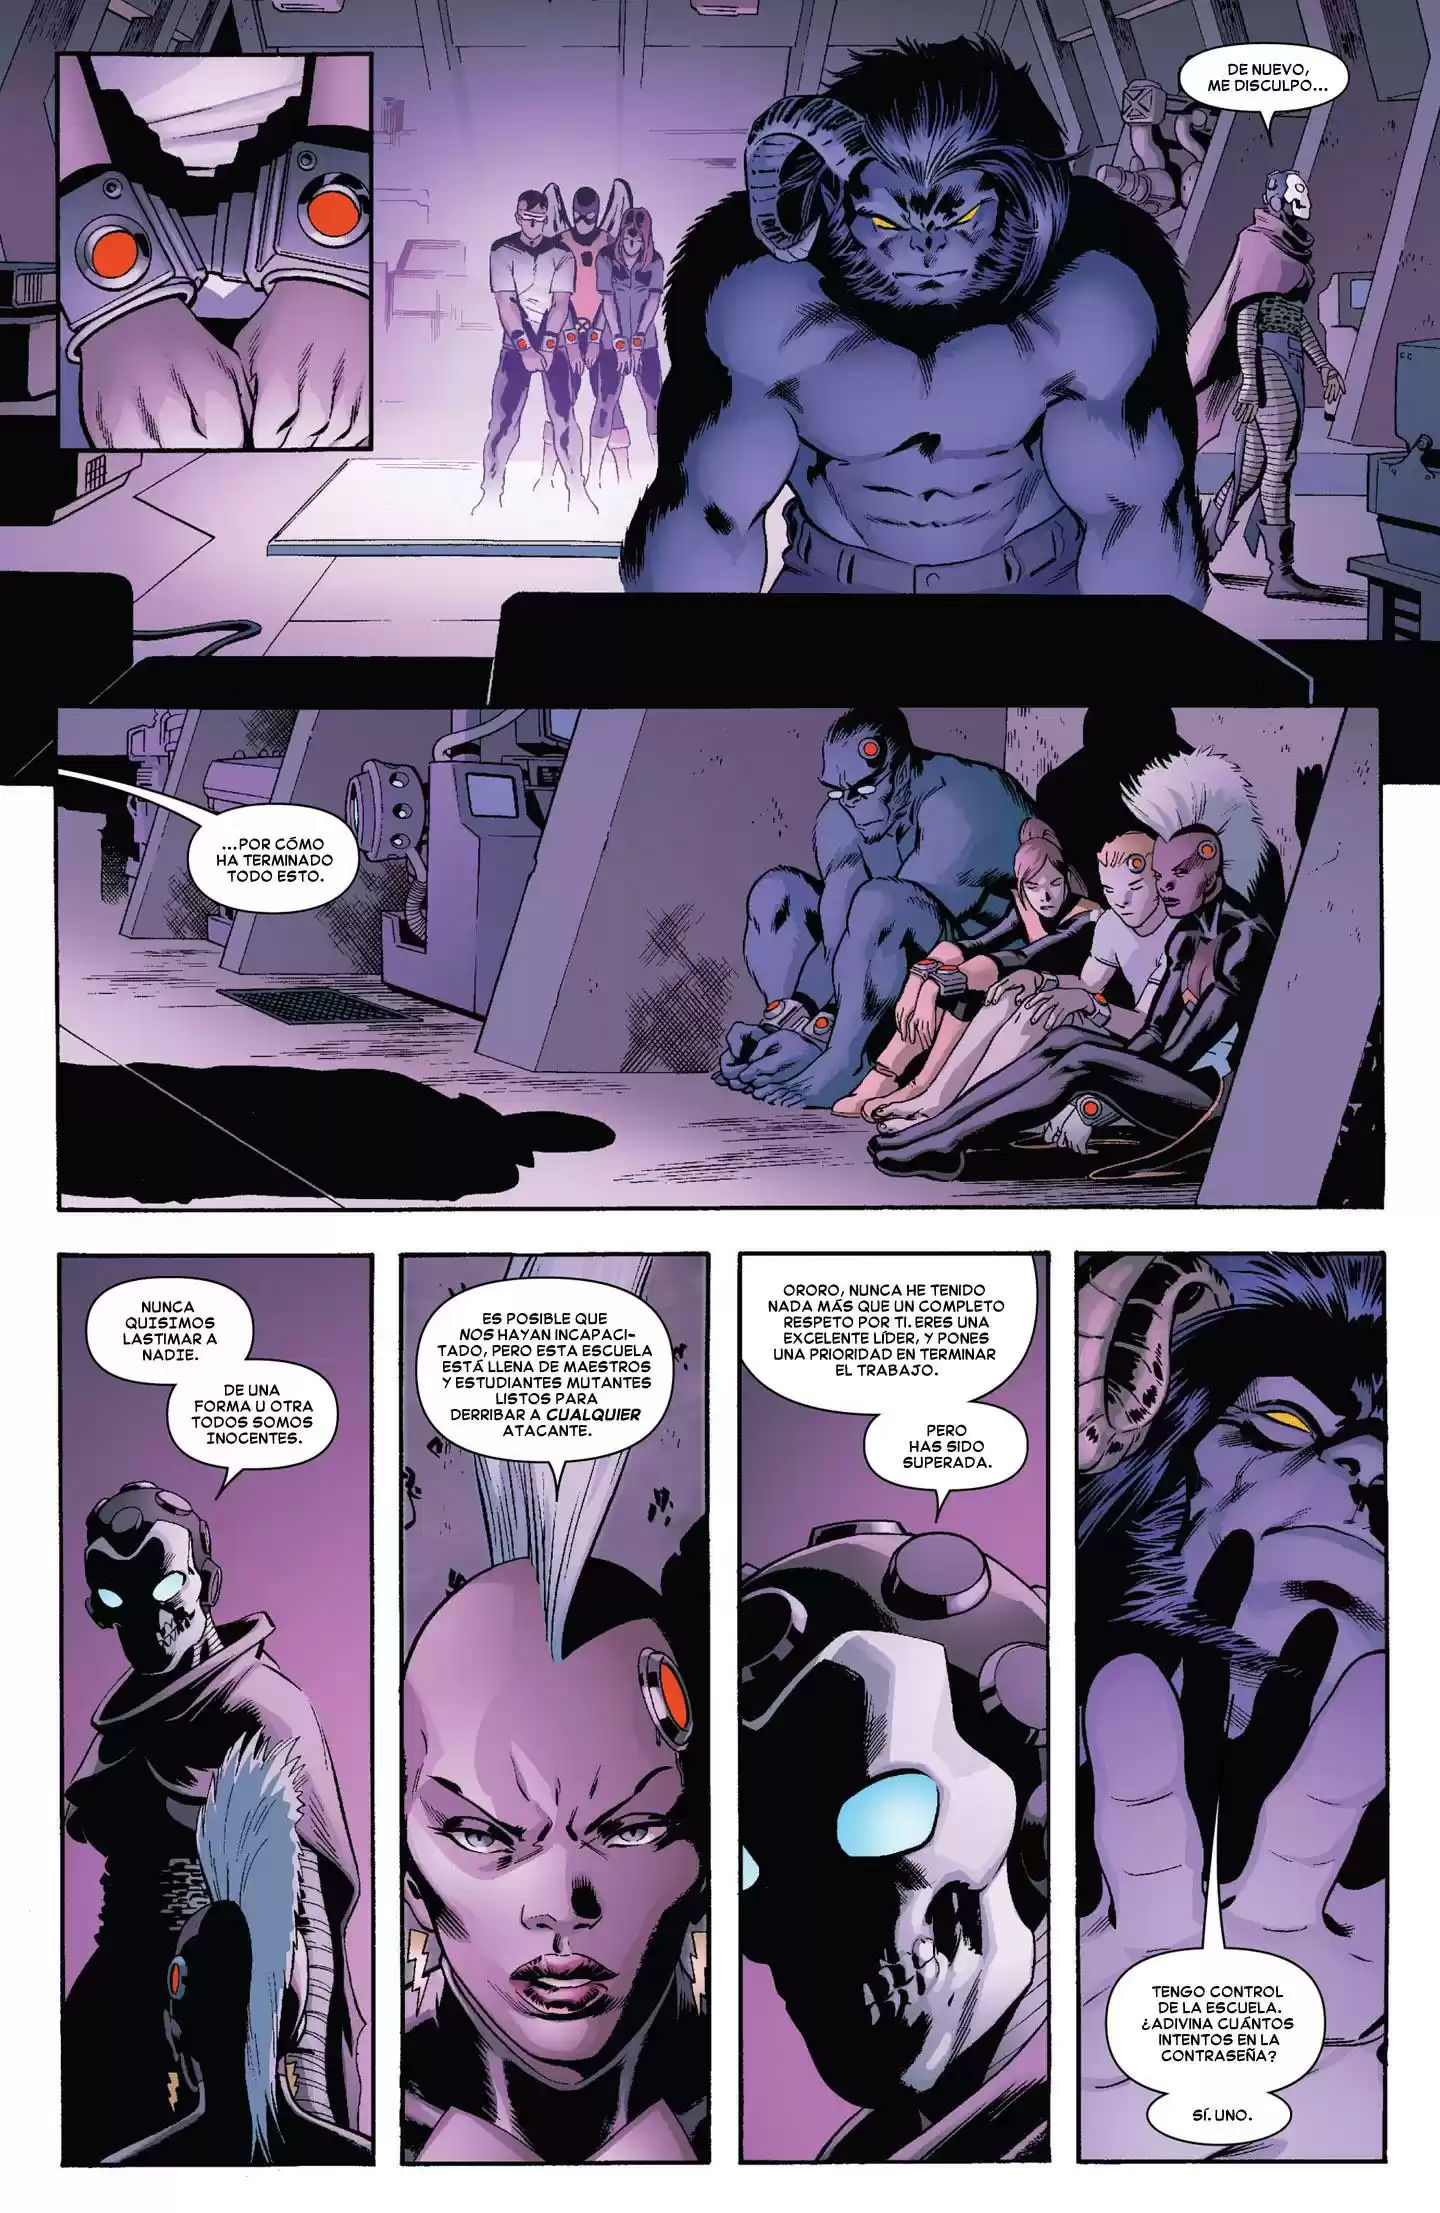 DE NUEVO,
ME DISCULPO...
...POR CÓMO
HA TERMINADO
TODO ESTO.
NUNCA
QUISIMOS
LASTIMAR A
NADIE.
DE UNA
FORMA U OTRA
TODOS SOMOS
INOCENTES.
ES POSIBLE QUE
NOS HAYAN INCAPACI-
TADO, PERO ESTA ESCUELA
ESTÁ LLENA DE MAESTROS
Y ESTUDIANTES MUTANTES
LISTOS PARA
DERRIBAR A CUALQUIER
ATACANTE.
ORORO, NUNCA HE TENIDO
NADA MÁS QUE UN COMPLETO
RESPETO POR TI. ERES UNA
EXCELENTE LÍDER, Y PONES
UNA PRIORIDAD EN TERMINAR
EL TRABAJO.
PERO
HAS SIDO
SUPERADA.
TENGO CONTROL
DE LA ESCUELA.
¿ADIVINA CUÁNTOS
INTENTOS EN LA
CONTRASEÑA?
SÍ. UNO.